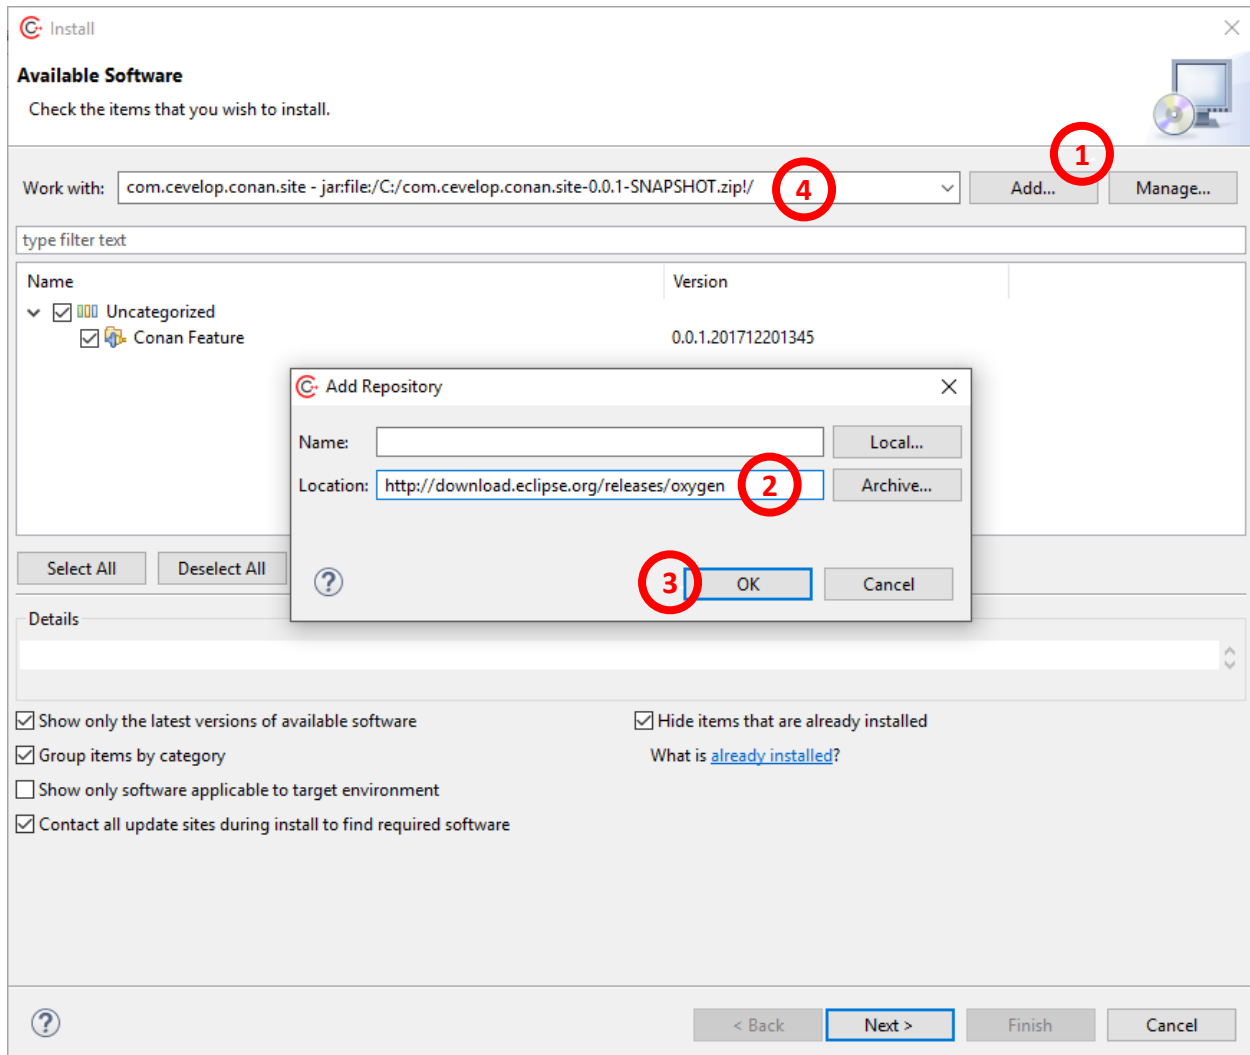 Install
Available Software
Check the items that you wish to install.
1
Work with: com.cevelop.conan.site - jar:file:/C:/com.cevelop.conan.site-0.0.1-SNAPSHOT.zip!/ 4 Add... Manage...
type filter text
Name Version
Uncategorized
Conan Feature 0.0.1.201712201345
Add Repository
Name: Local...
Location: http://download.eclipse.org/releases/oxygen 2 Archive...
Select All Deselect All
? 3 OK Cancel
Details
Show only the latest versions of available software Hide items that are already installed
Group items by category What is already installed?
Show only software applicable to target environment
Contact all update sites during install to find required software
? < Back Next > Finish Cancel